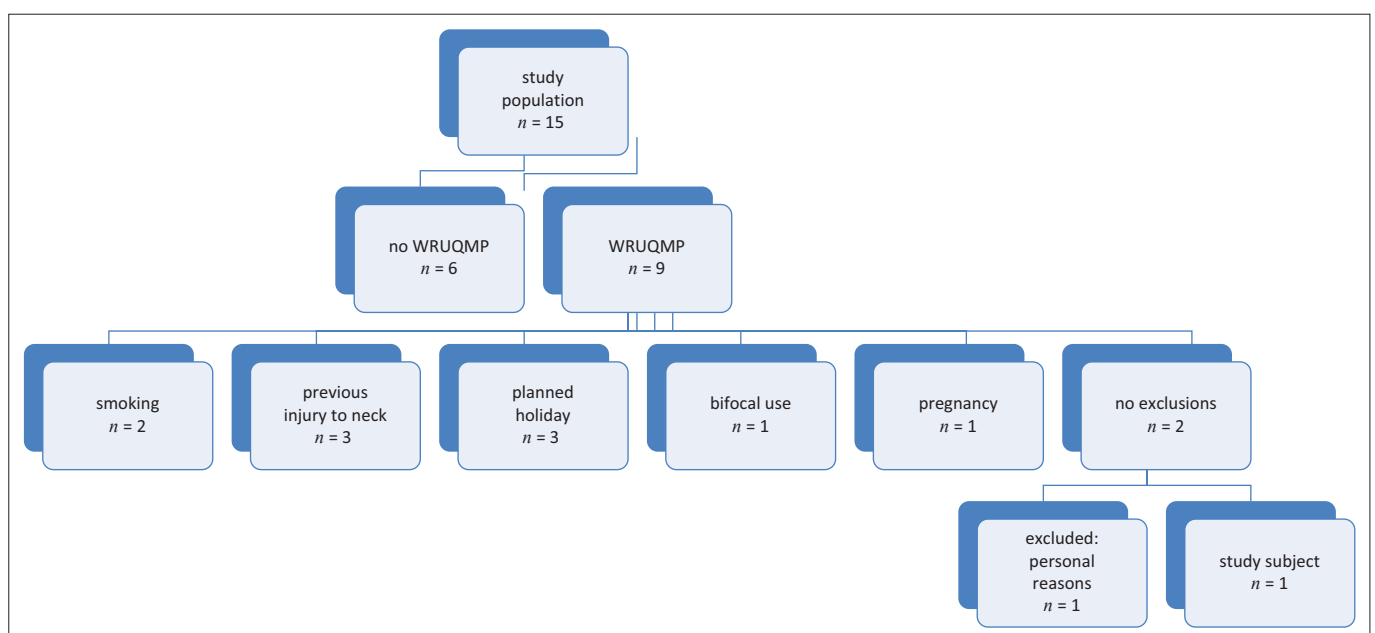 study
population
n = 15
no WRUQMP
n = 6
WRUQMP
n = 9
smoking
n = 2
previous
injury to neck
n = 3
planned
holiday
n = 3
bifocal use
n = 1
pregnancy
n = 1
no exclusions
n = 2
excluded:
personal
reasons
n = 1
study subject
n = 1